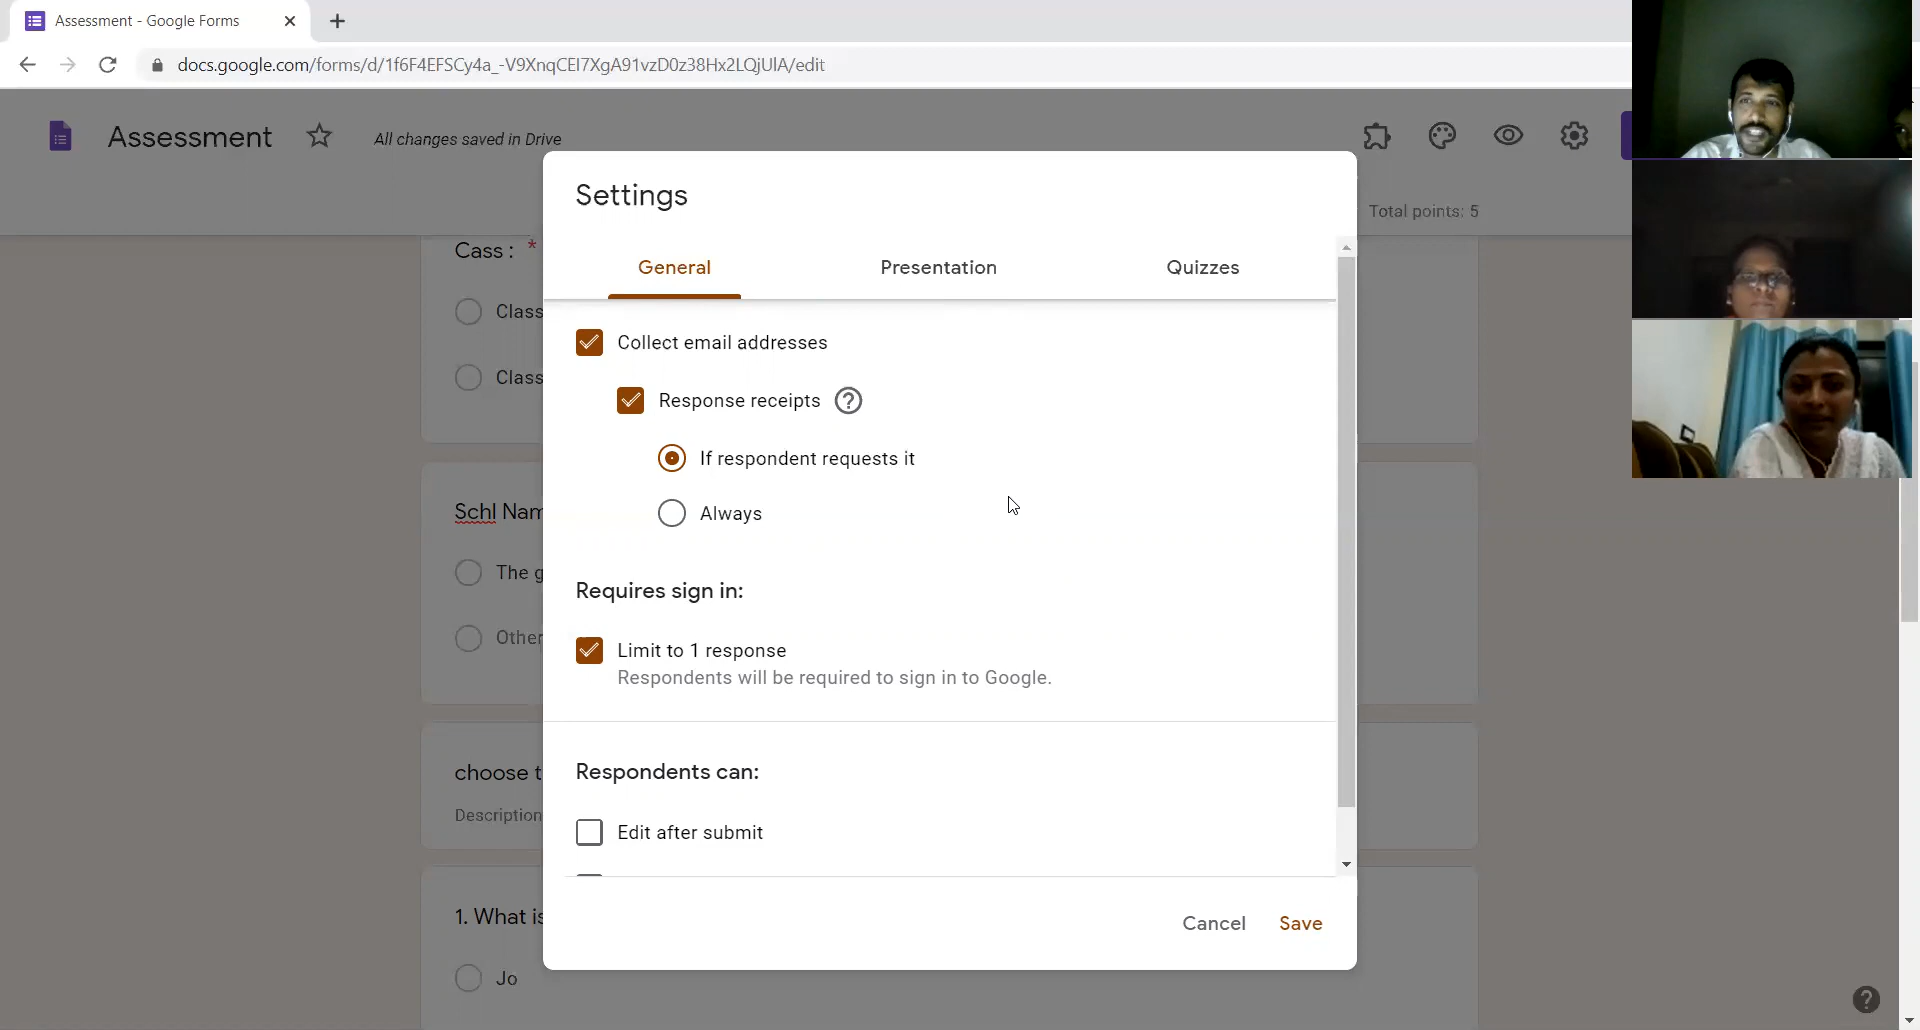 Assessment - Google Forms
docs.google.com/forms/d/1f6F4EFSCy4a_-V9XnqCEI7XgA91vzD0z38Hx2LQjUlA/edit
Assessment
All changes saved in Drive
Total points: 5
Settings
General
Presentation
Quizzes
Cass : *
Class
Class
Collect email addresses
Response receipts
If respondent requests it
Always
Schl Nam
The g
Other
Requires sign in:
Limit to 1 response
Respondents will be required to sign in to Google.
choose t
Description
Respondents can:
Edit after submit
1. What is
Jo
Cancel
Save